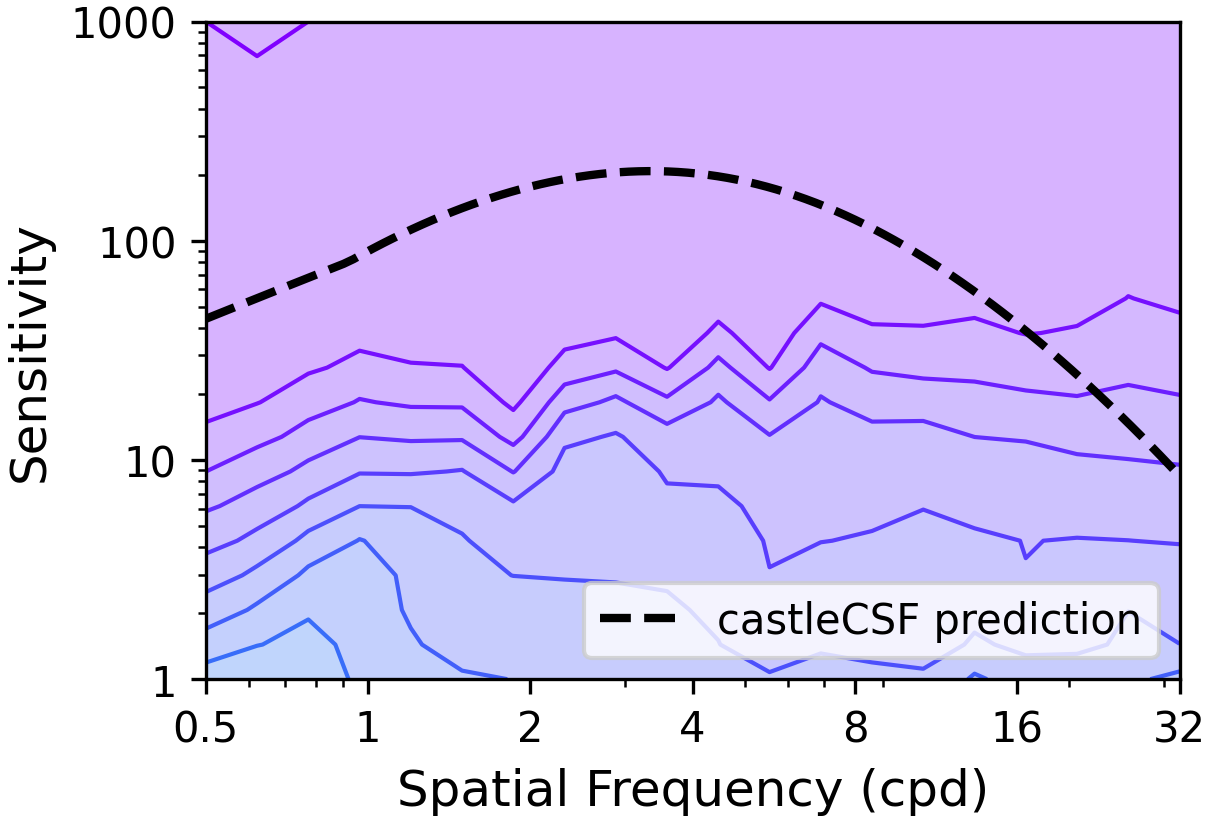 1000
100
10
1
Sensitivity
castleCSF prediction
0.5 1 2 4 8 16 32
Spatial Frequency (cpd)